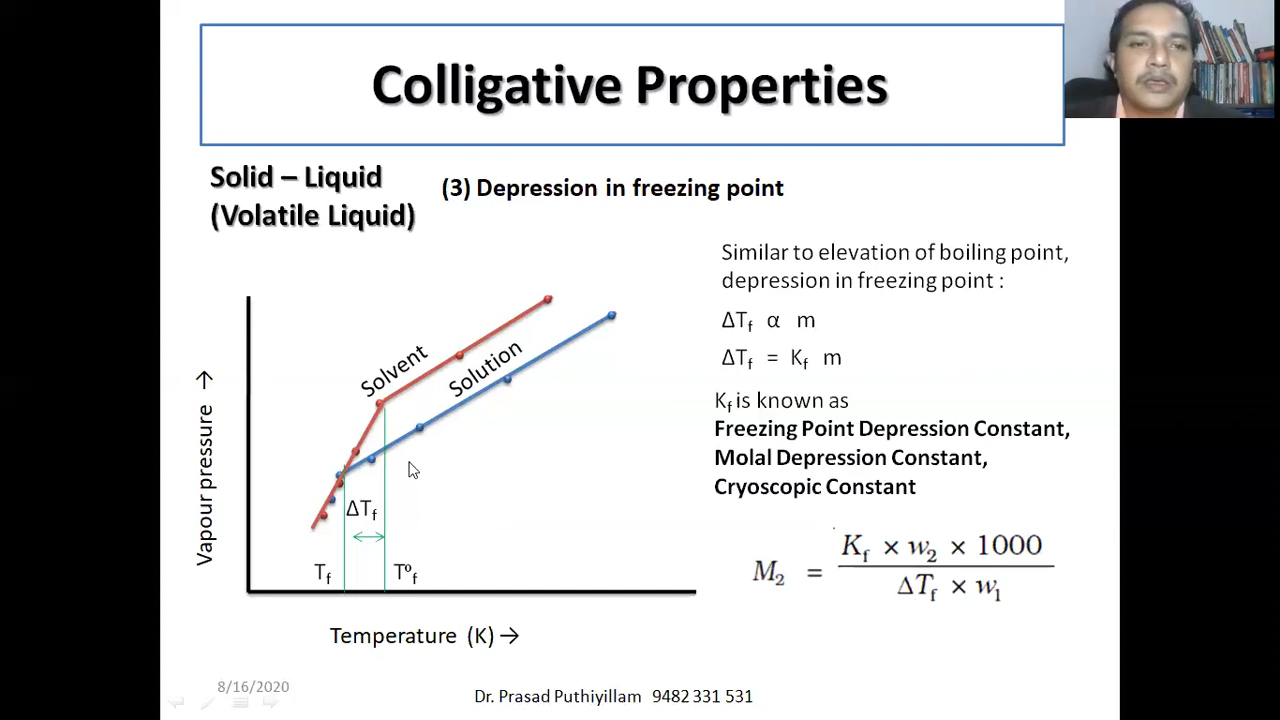 Colligative Properties
Solid – Liquid
(Volatile Liquid)
(3) Depression in freezing point
Similar to elevation of boiling point,
depression in freezing point :
ΔTf α m
ΔTf = Kf m
Kf is known as
Freezing Point Depression Constant,
Molal Depression Constant,
Cryoscopic Constant
M2 = Kf × w2 × 1000
ΔTf × w1
Vapour pressure →
Solvent
Solution
ΔTf
Tf
Tºf
Temperature (K) →
8/16/2020
Dr. Prasad Puthiyillam 9482 331 531